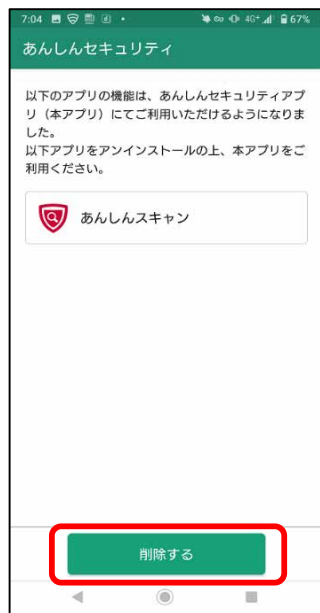 7:04 4G+ 67%
あんしんセキュリティ
以下のアプリの機能は、あんしんセキュリティアプ
リ（本アプリ）にてご利用いただけるようになりま
した。
以下アプリをアンインストールの上、本アプリをご
利用ください。
あんしんスキャン
削除する